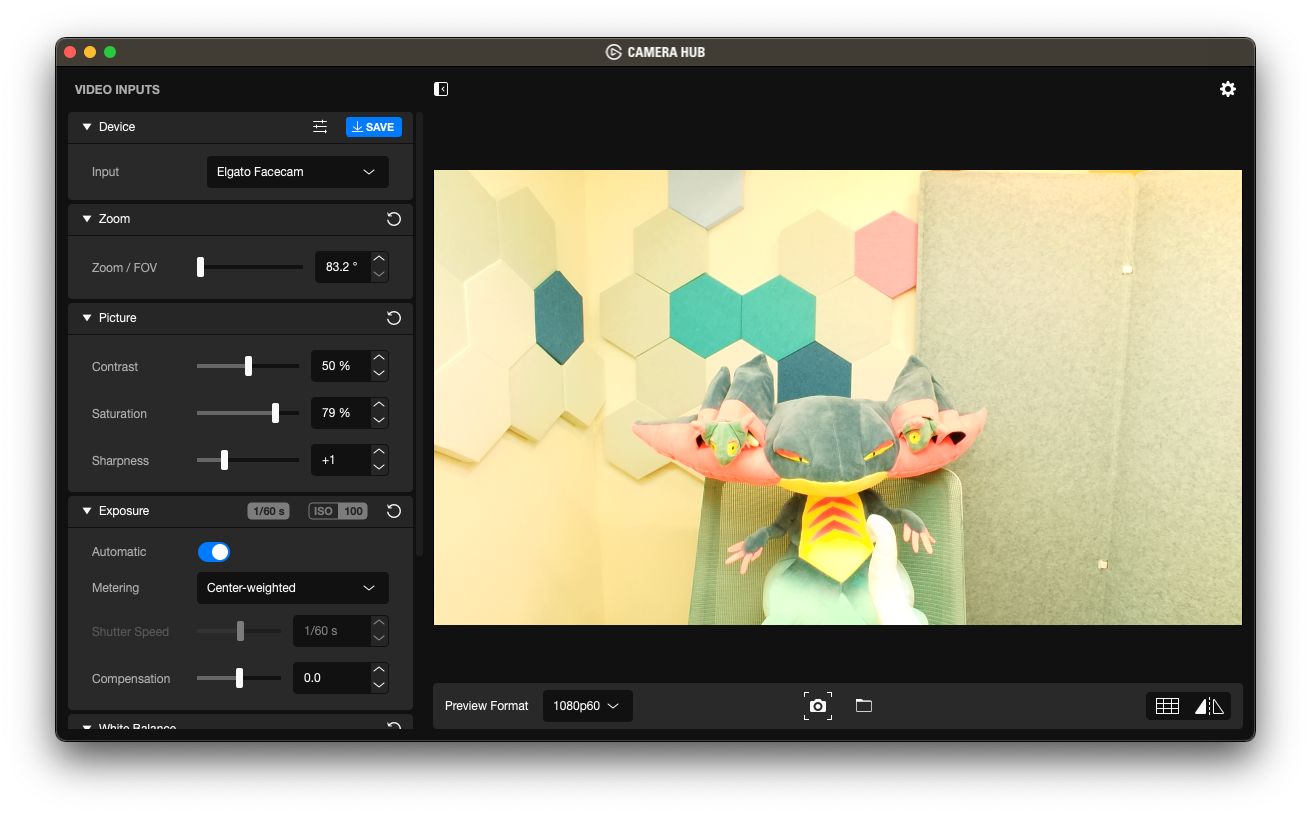 CAMERA HUB
VIDEO INPUTS
Device
SAVE
Input
Elgato Facecam
Zoom
Zoom / FOV
83.2 °
Picture
Contrast
50 %
Saturation
79 %
Sharpness
+1
Exposure
1/60 s
ISO 100
Automatic
Metering
Center-weighted
Shutter Speed
1/60 s
Compensation
0.0
White Balance
Preview Format
1080p60